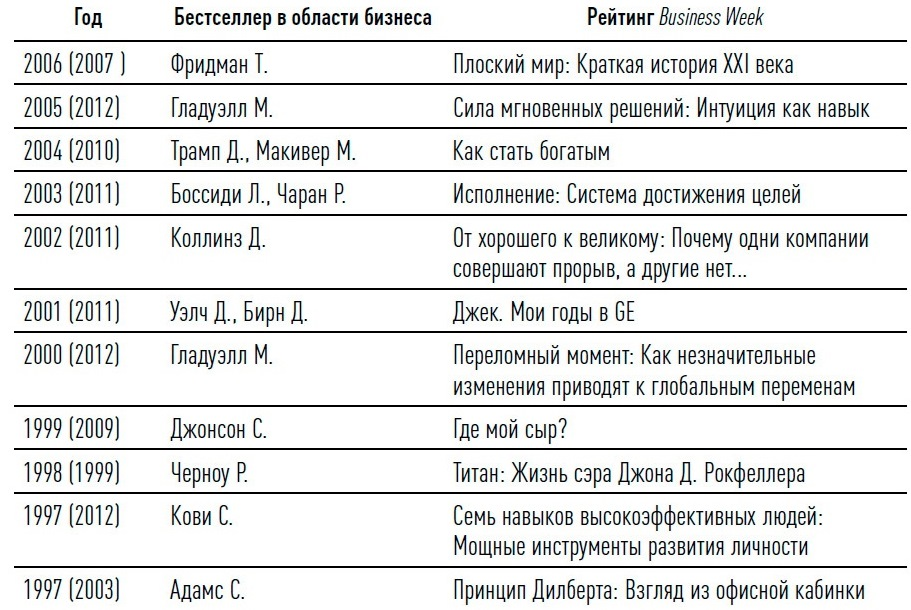 Год Бестселлер в области бизнеса Рейтинг Business Week
2006 (2007 ) Фридман Т. Плоский мир: Краткая история XXI века
2005 (2012) Гладуэлл М. Сила мгновенных решений: Интуиция как навык
2004 (2010) Трамп Д., Макивер М. Как стать богатым
2003 (2011) Боссиди Л., Чаран Р. Исполнение: Система достижения целей
2002 (2011) Коллинз Д. От хорошего к великому: Почему одни компании
совершают прорыв, а другие нет...
2001 (2011) Уэлч Д., Бирн Д. Джек. Мои годы в GE
2000 (2012) Гладуэлл М. Переломный момент: Как незначительные
изменения приводят к глобальным переменам
1999 (2009) Джонсон С. Где мой сыр?
1998 (1999) Черноу Р. Титан: Жизнь сэра Джона Д. Рокфеллера
1997 (2012) Кови С. Семь навыков высокоэффективных людей:
Мощные инструменты развития личности
1997 (2003) Адамс С. Принцип Дилберта: Взгляд из офисной кабинки